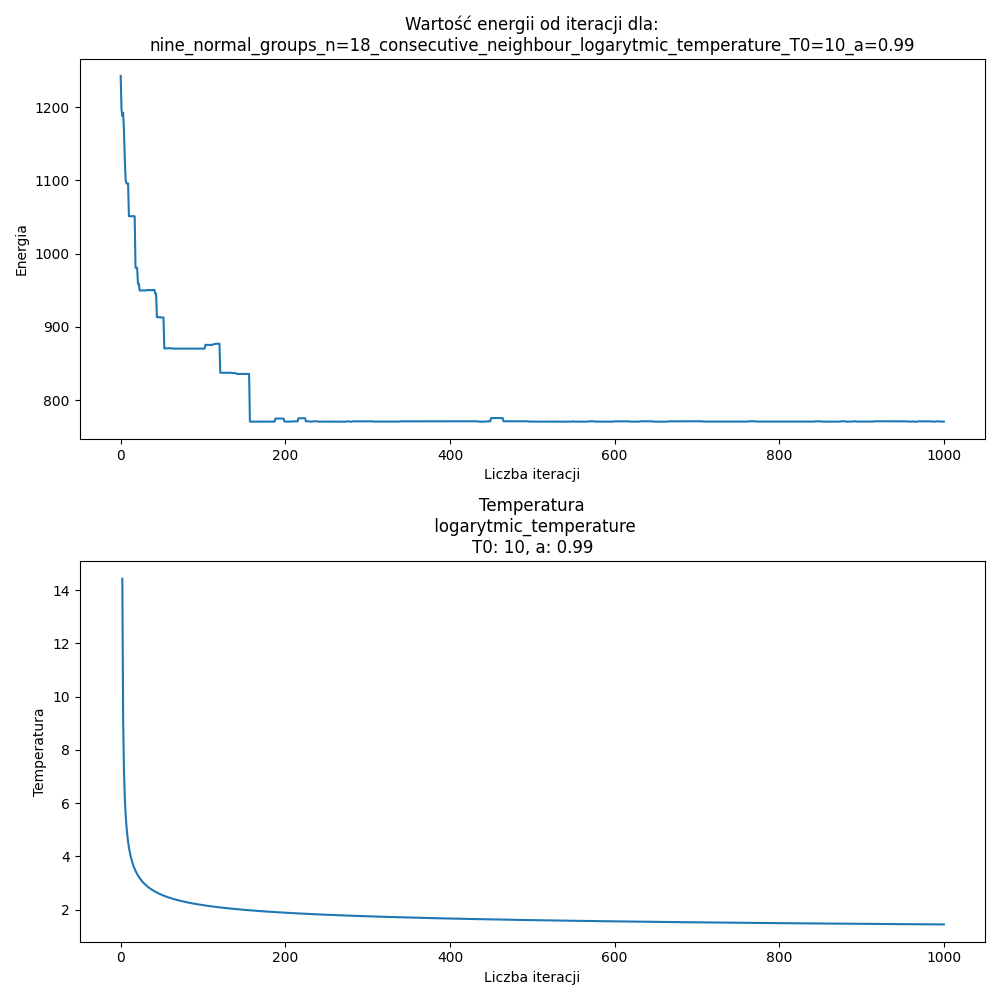 Wartość energii od iteracji dla:
nine_normal_groups_n=18_consecutive_neighbour_logarytmic_temperature_T0=10_a=0.99
1200
1100
1000
900
800
Energia
0 200 400 600 800 1000
Liczba iteracji
Temperatura
logarytmic_temperature
T0: 10, a: 0.99
14
12
10
8
6
4
2
Temperatura
0 200 400 600 800 1000
Liczba iteracji